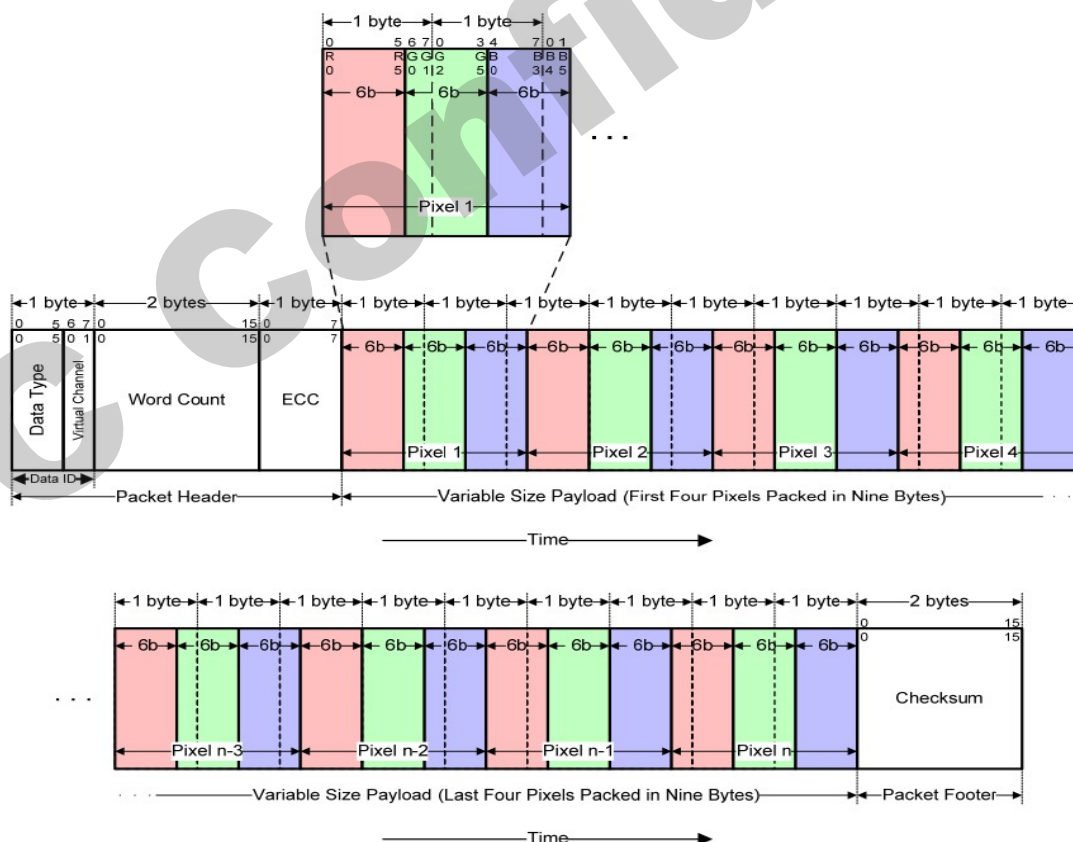 1 byte 1 byte
0 5 6 7 0 3 4 7 0 1
R R G G G G B B B B
0 5 0 1 2 5 0 3 4 5
6b 6b 6b
Pixel 1
. . .
1 byte 2 bytes 1 byte 1 byte 1 byte 1 byte 1 byte 1 byte 1 byte 1 byte 1 byte
0 5 6 7 0 15 0 7
0 5 0 1 0 15 0 7
6b 6b 6b 6b 6b 6b 6b 6b 6b 6b 6b 6b
Data Type
Virtual Channel
Word Count
ECC
Pixel 1 Pixel 2 Pixel 3 Pixel 4
Data ID
Packet Header
Variable Size Payload (First Four Pixels Packed in Nine Bytes)
Time
1 byte 1 byte 1 byte 1 byte 1 byte 1 byte 1 byte 1 byte 1 byte 2 bytes
0 15
0 15
6b 6b 6b 6b 6b 6b 6b 6b 6b 6b 6b 6b
Checksum
. . .
Pixel n-3 Pixel n-2 Pixel n-1 Pixel n
Variable Size Payload (Last Four Pixels Packed in Nine Bytes)
Packet Footer
Time
C Confid